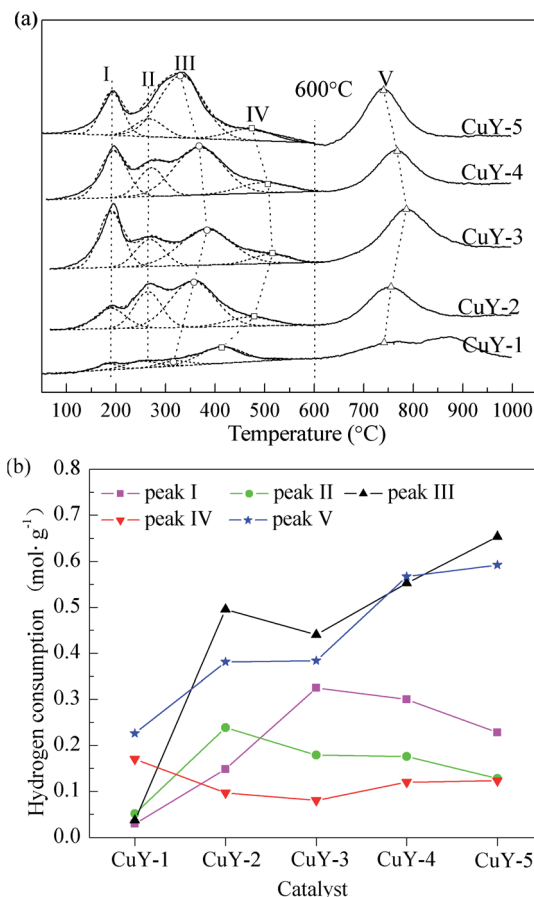 (a)
I
II
III
IV
600°C
V
CuY-5
CuY-4
CuY-3
CuY-2
CuY-1
100 200 300 400 500 600 700 800 900 1000
Temperature (°C)
(b)
0.8
0.7
0.6
0.5
0.4
0.3
0.2
0.1
0.0
Hydrogen consumption (mol· g⁻¹)
peak I peak II peak III
peak IV peak V
CuY-1 CuY-2 CuY-3 CuY-4 CuY-5
Catalyst